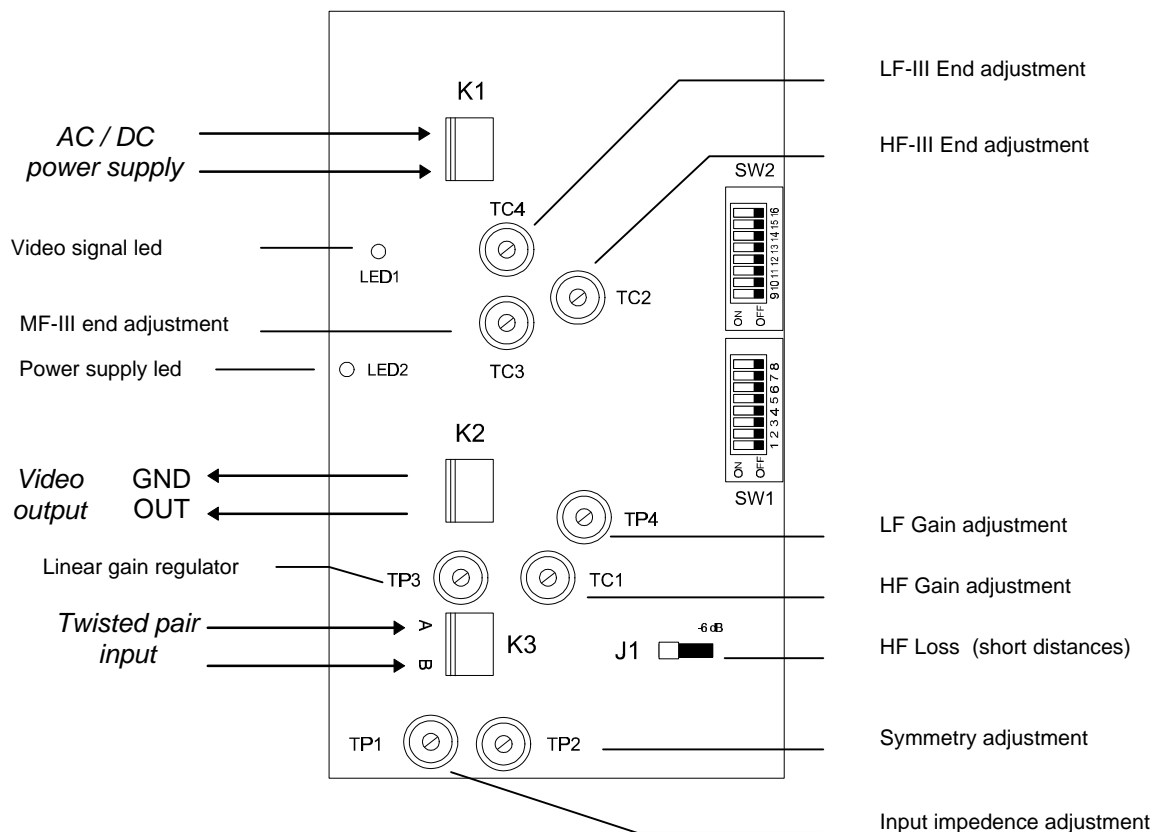 LF-III End adjustment
K1
AC / DC
power supply
HF-III End adjustment
SW2
TC4
9 10 11 12 13 14 15 16
ON OFF
Video signal led
LED1
TC2
MF-III end adjustment
Power supply led
LED2
TC3
1 2 3 4 5 6 7 8
ON OFF
SW1
K2
Video
output
GND
OUT
TP4
LF Gain adjustment
Linear gain regulator
TP3
TC1
HF Gain adjustment
Twisted pair
input
A
B
K3
-6 dB
J1
HF Loss (short distances)
TP1
TP2
Symmetry adjustment
Input impedence adjustment